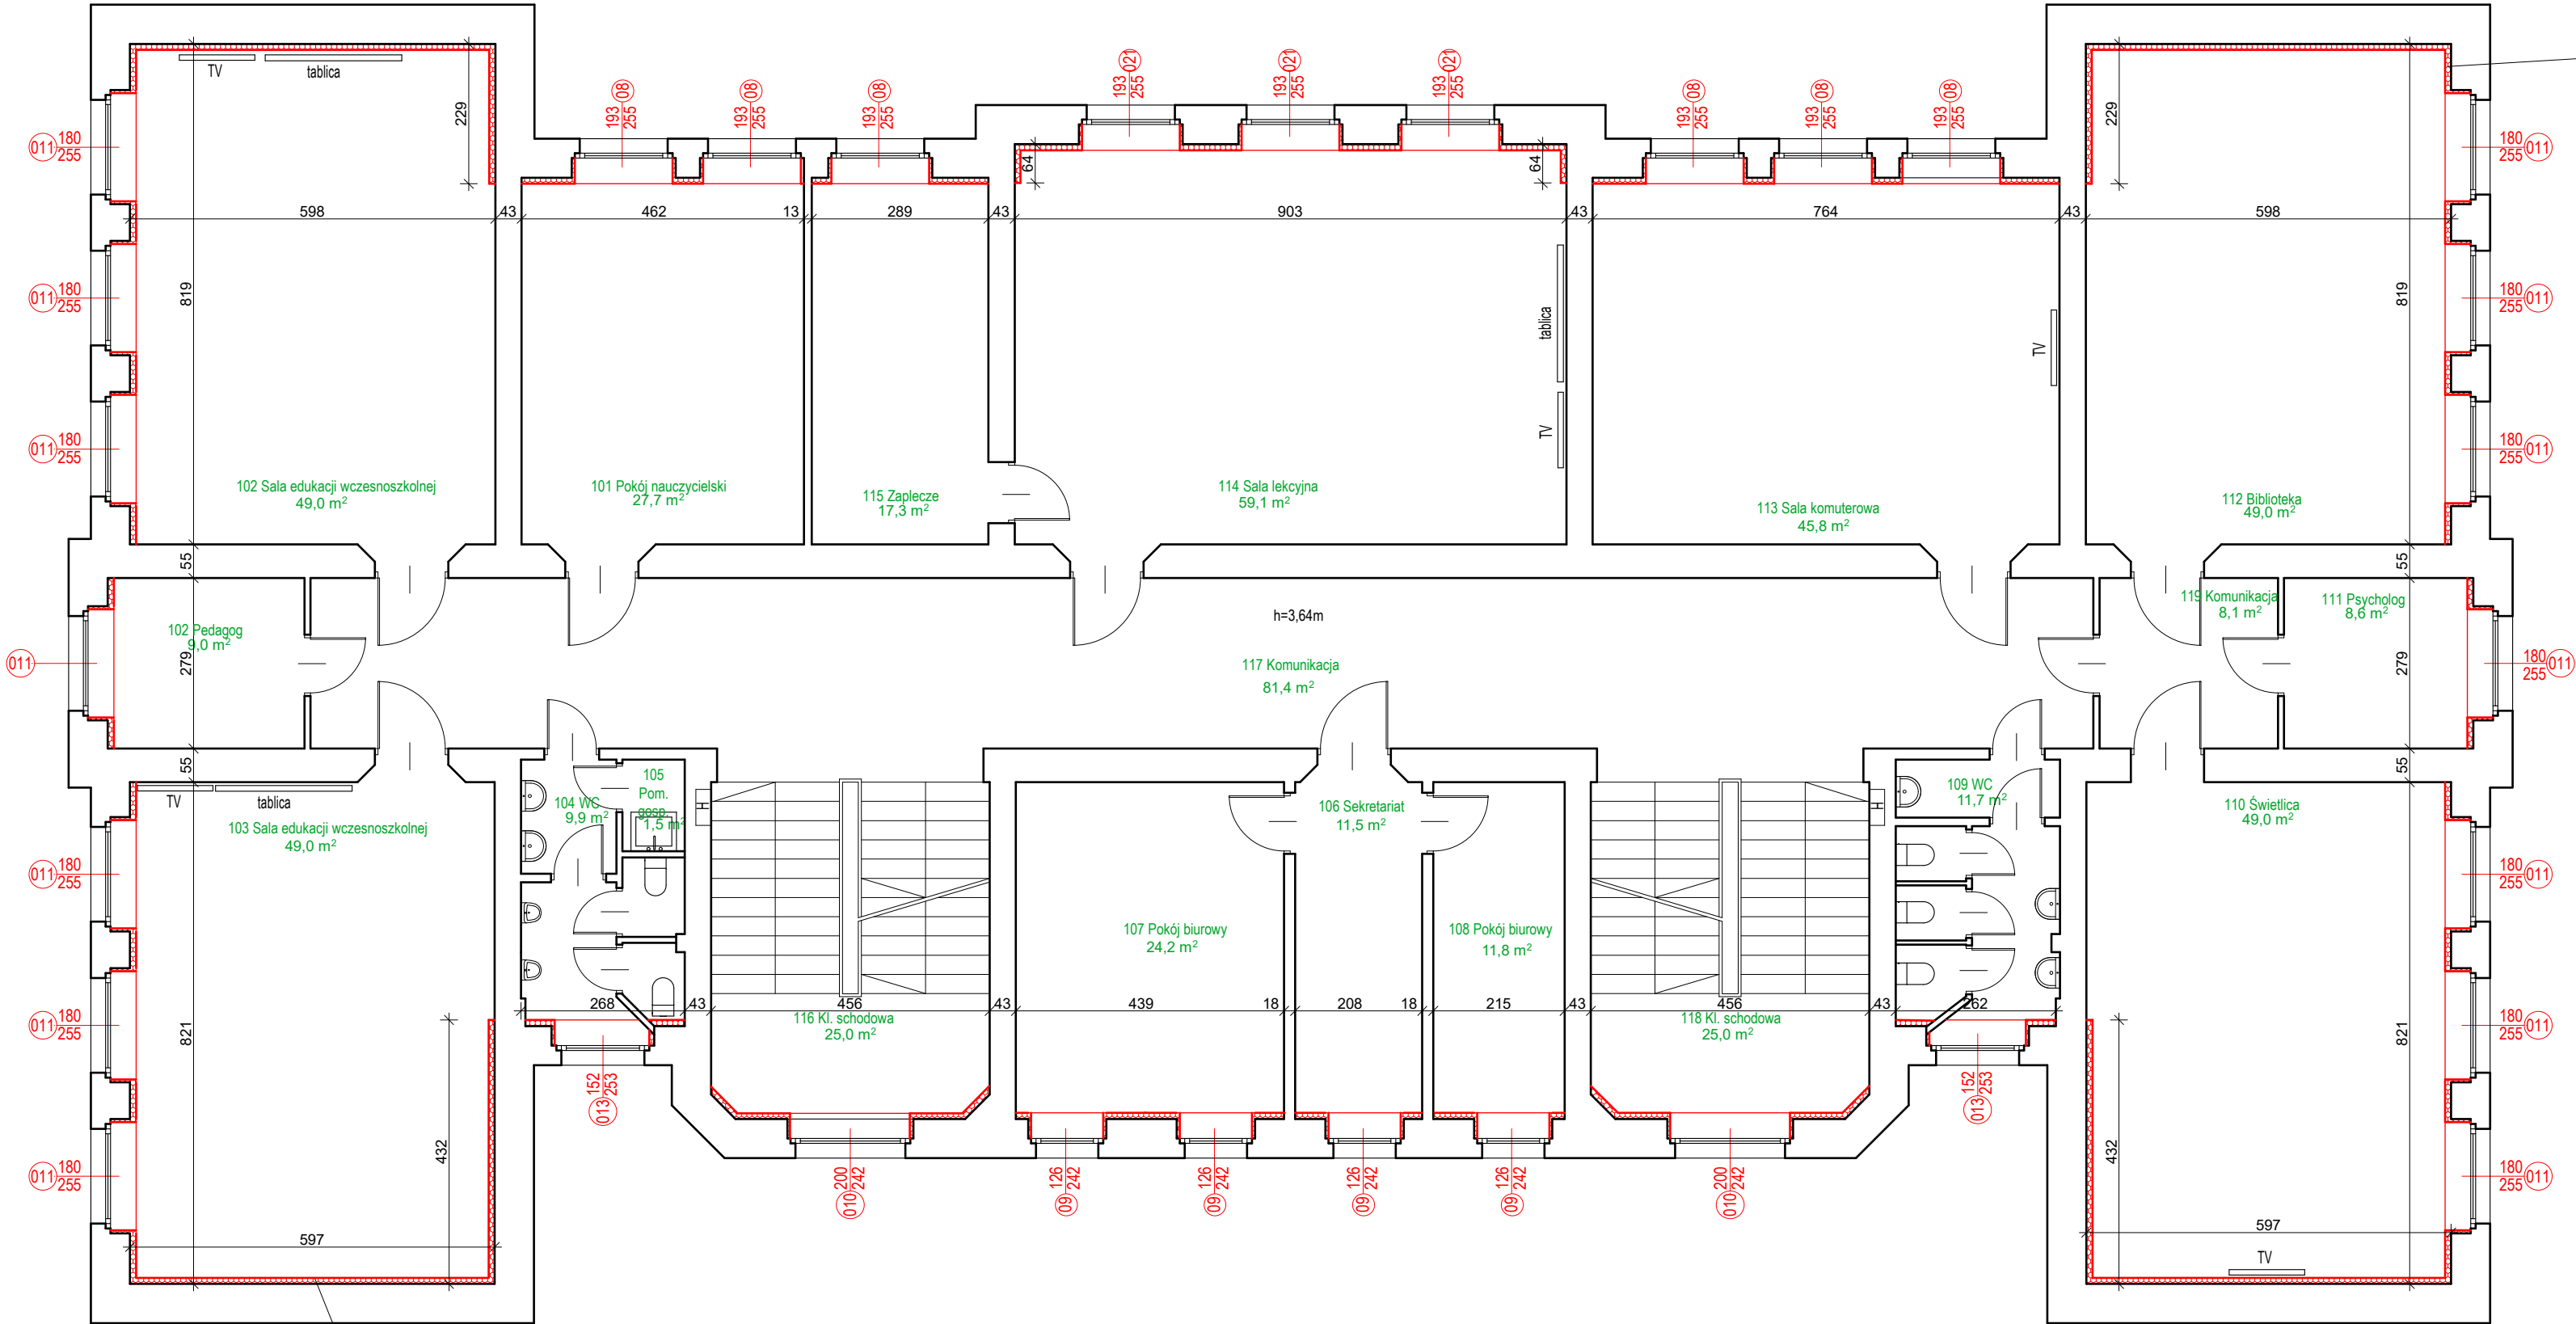 TV
tablica
229
193
255
08
193
255
08
193
255
08
193
255
021
193
255
021
193
255
021
193
255
08
193
255
08
193
255
08
229
011
180
255
180
255
011
64
64
598
43
462
13
289
43
903
43
764
43
598
011
180
255
819
tablica
TV
TV
819
180
255
011
011
180
255
180
255
011
102 Sala edukacji wczesnoszkolnej
49,0 m²
101 Pokój nauczycielski
27,7 m²
115 Zaplecze
17,3 m²
114 Sala lekcyjna
59,1 m²
113 Sala komuterowa
45,8 m²
112 Biblioteka
49,0 m²
55
55
102 Pedagog
9,0 m²
h=3,64m
119 Komunikacja
8,1 m²
111 Psycholog
8,6 m²
011
279
117 Komunikacja
81,4 m²
279
180
255
011
55
55
TV
tablica
103 Sala edukacji wczesnoszkolnej
49,0 m²
104 WC
9,9 m²
105
Pom.
gosp.
1,5 m²
H
106 Sekretariat
11,5 m²
H
109 WC
11,7 m²
110 Świetlica
49,0 m²
011
180
255
180
255
011
107 Pokój biurowy
24,2 m²
108 Pokój biurowy
11,8 m²
268
43
456
43
439
18
208
18
215
43
456
43
262
116 Kl. schodowa
25,0 m²
118 Kl. schodowa
25,0 m²
011
180
255
821
821
180
255
011
152
253
013
152
253
013
432
432
011
180
255
200
242
010
126
242
09
126
242
09
126
242
09
126
242
09
200
242
010
180
255
011
597
597
TV